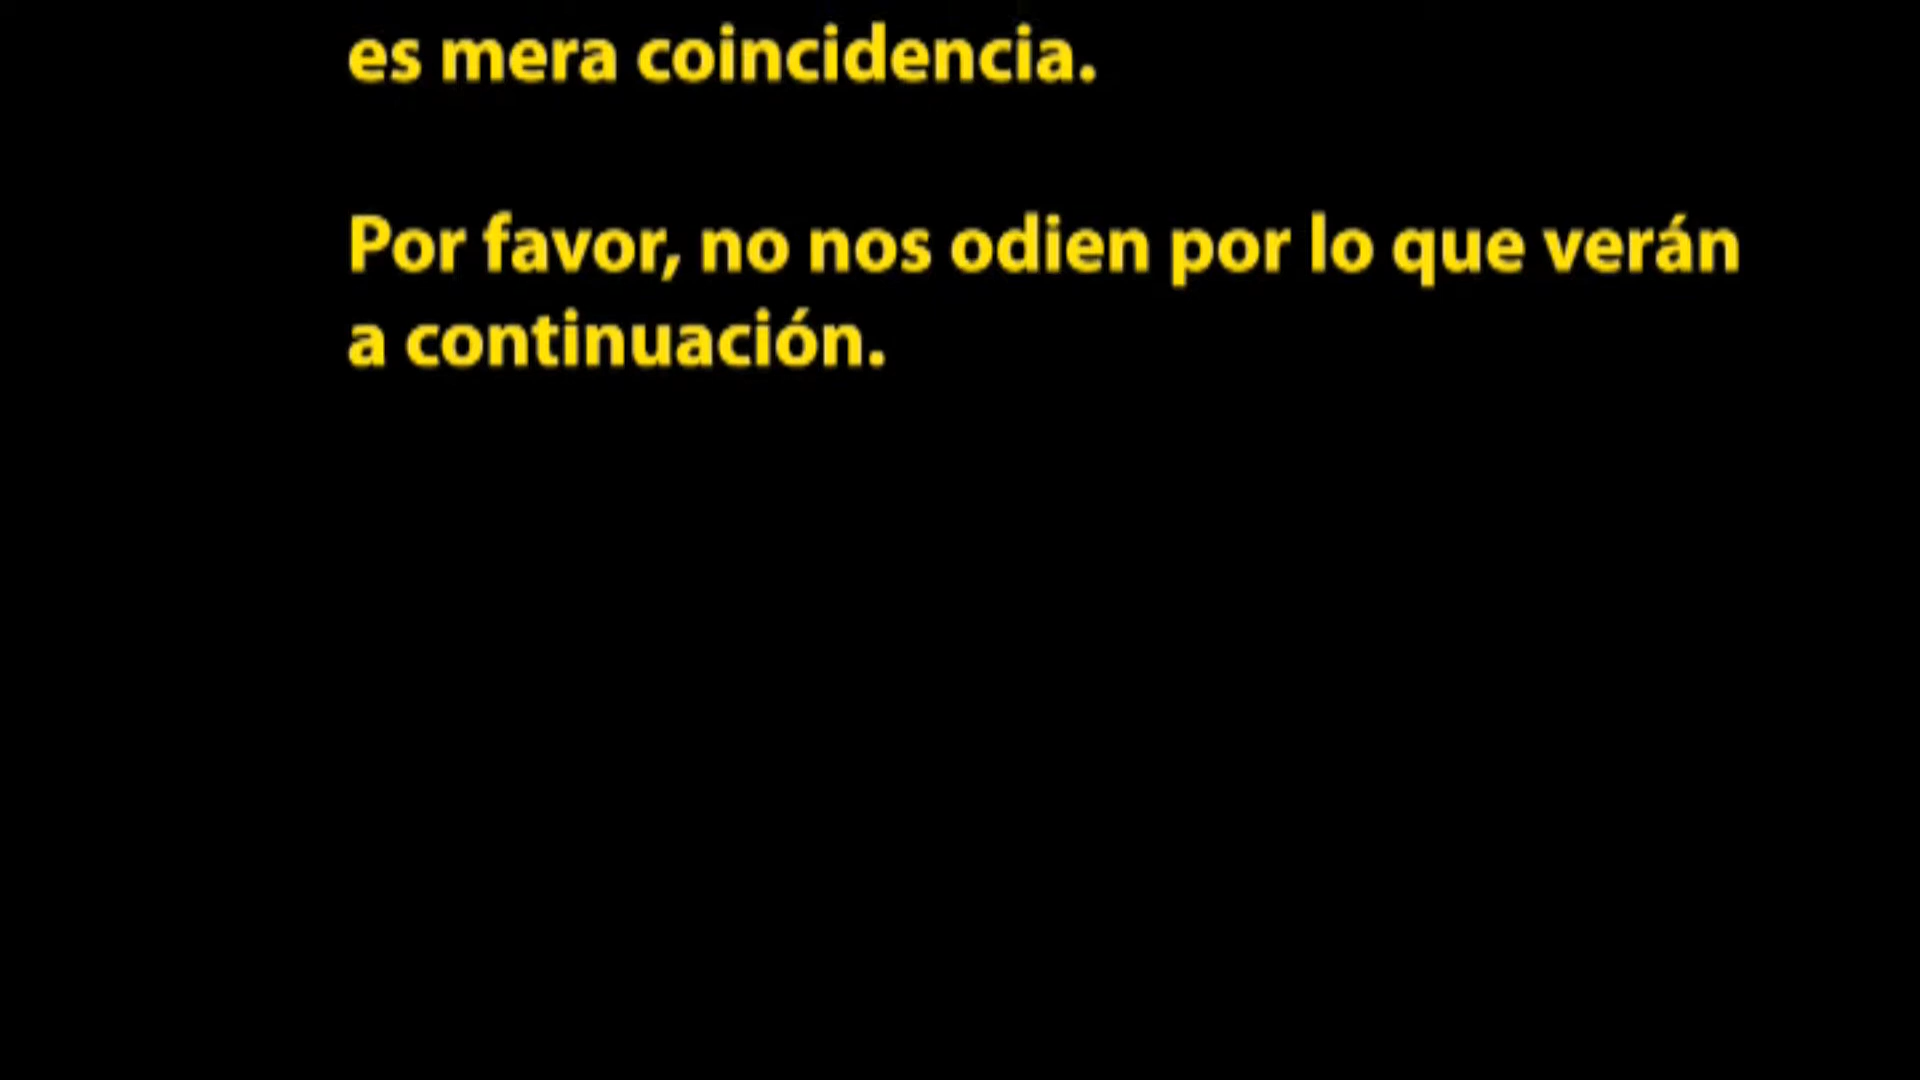 es mera coincidencia.
Por favor, no nos odien por lo que verán
a continuación.